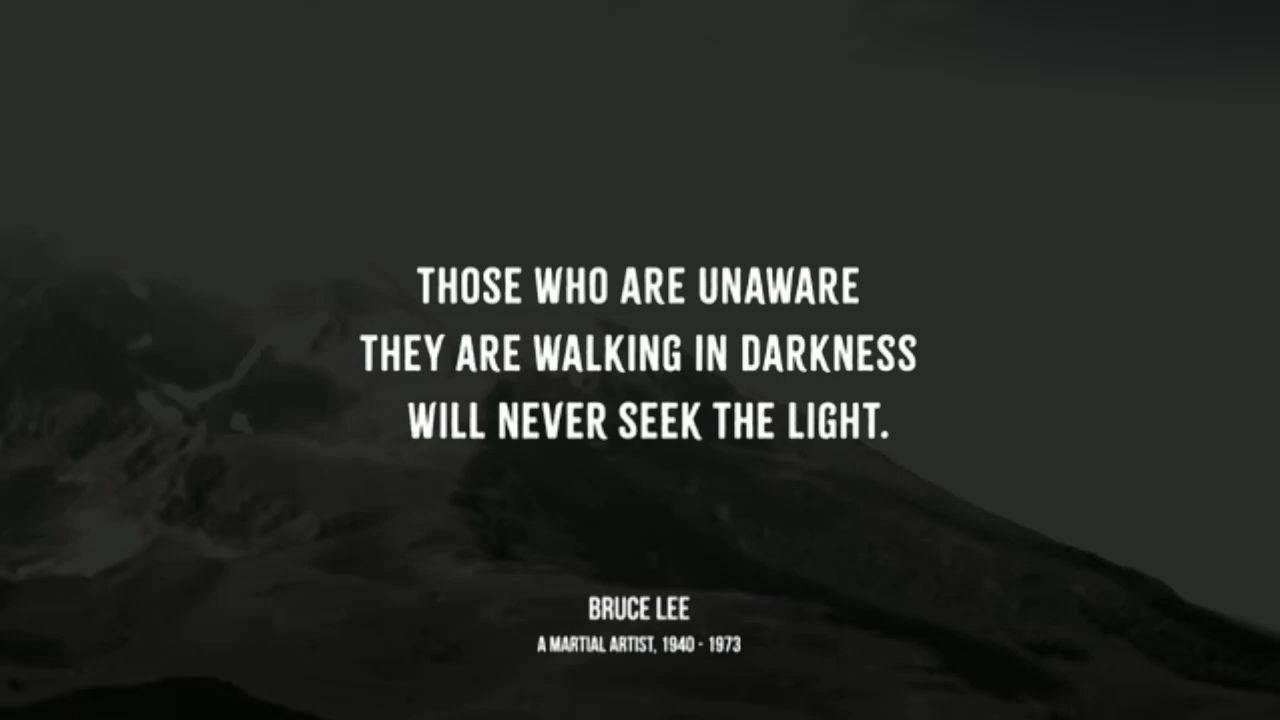 THOSE WHO ARE UNAWARE
THEY ARE WALKING IN DARKNESS
WILL NEVER SEEK THE LIGHT.
BRUCE LEE
A MARTIAL ARTIST, 1940 - 1973